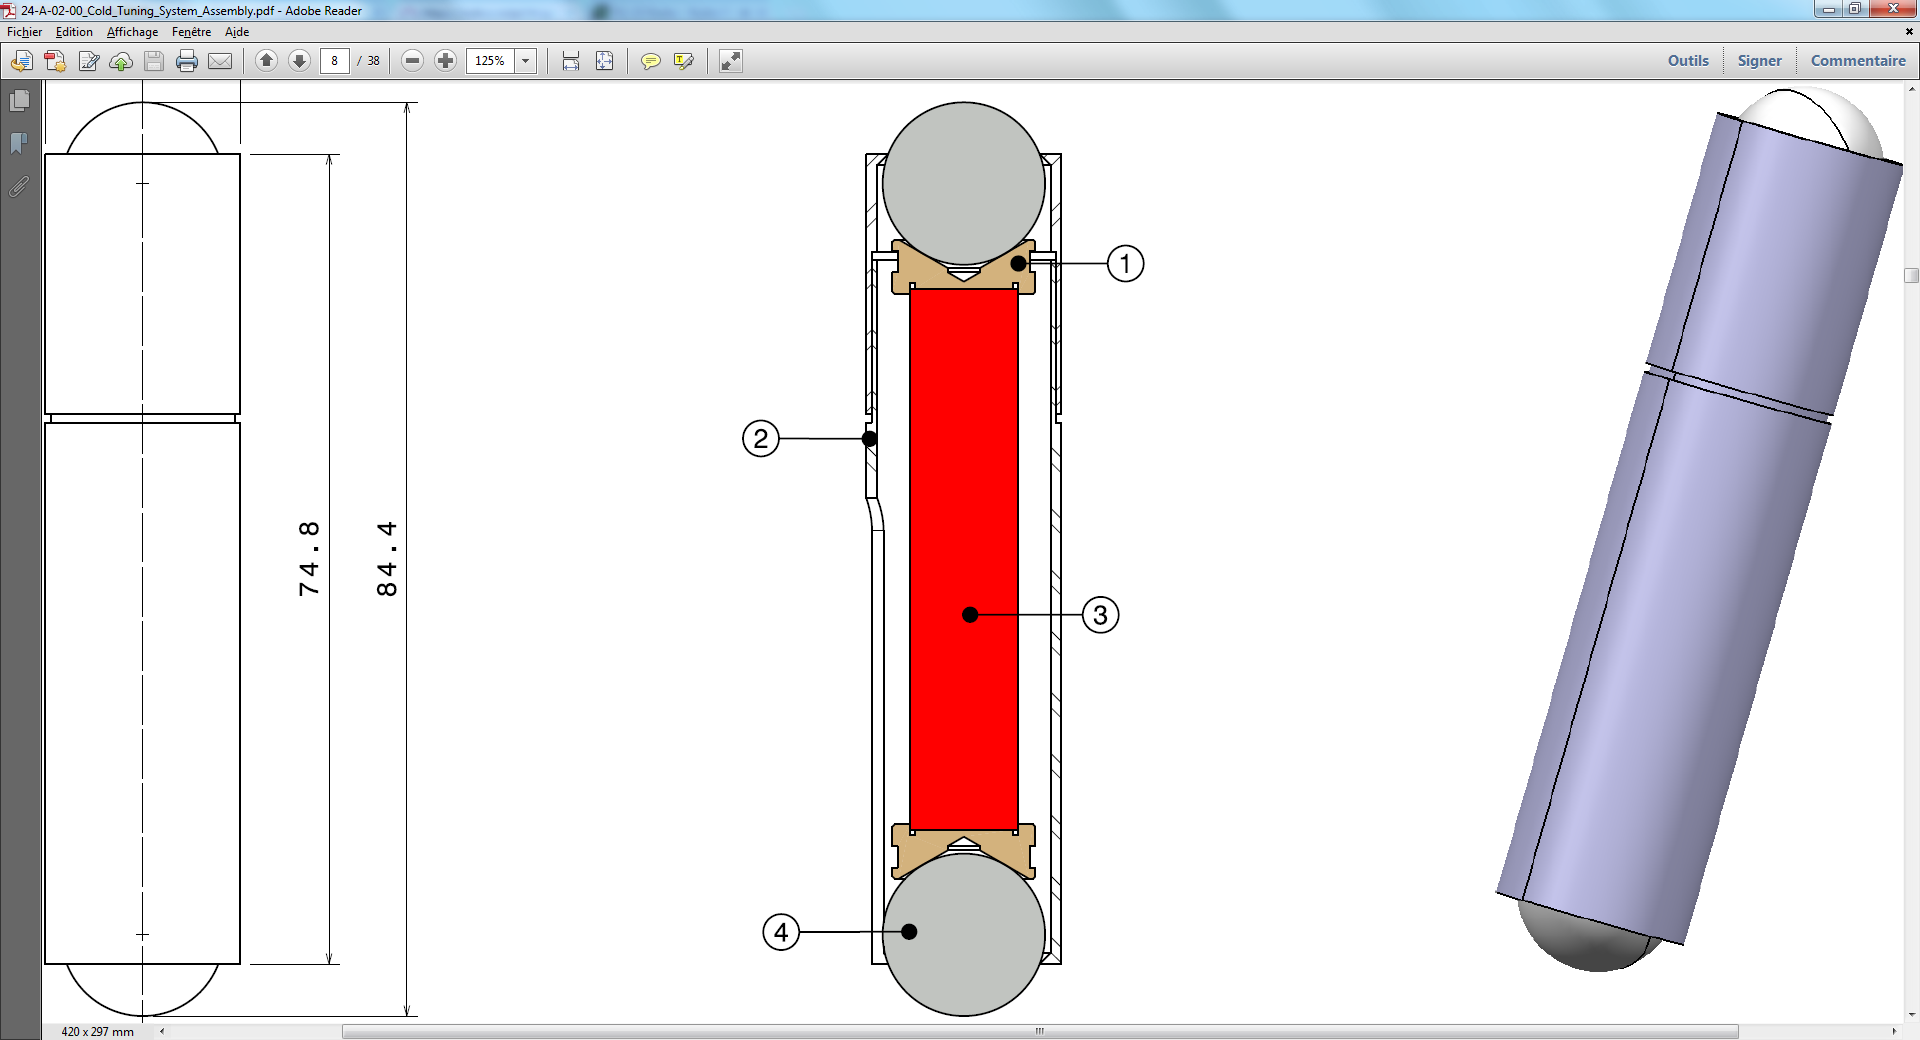 24-A-02-00_Cold_Tuning_System_Assembly.pdf - Adobe Reader
Fichier Edition Affichage Fenêtre Aide
8 / 38 125% Outils Signer Commentaire
74.8
84.4
1
2
3
4
420 x 297 mm